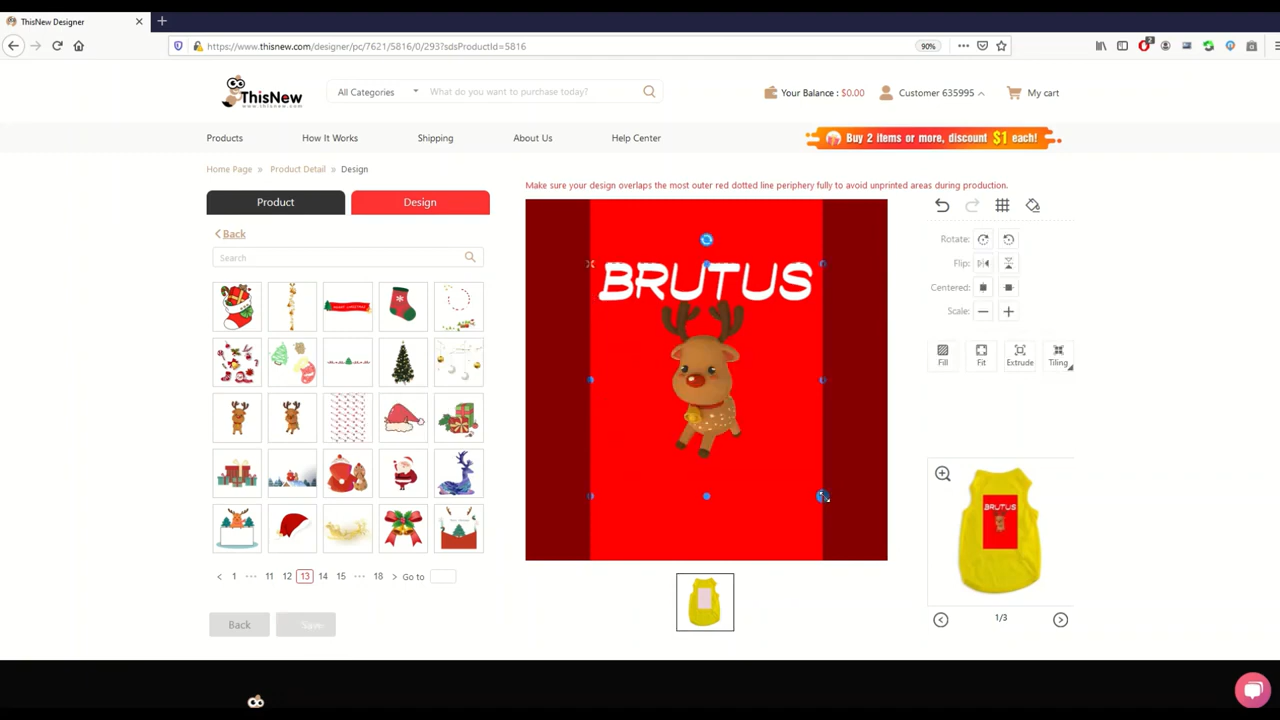 ThisNew Designer
https://www.thisnew.com/designer/pc/7621/5816/0/293?sdsProductId=5816
90%
2
ThisNew
www.thisnew.com
All Categories
What do you want to purchase today?
Your Balance : $0.00
Customer 635995
My cart
Products
How It Works
Shipping
About Us
Help Center
Buy 2 items or more, discount $1 each!
Home Page » Product Detail » Design
Make sure your design overlaps the most outer red dotted line periphery fully to avoid unprinted areas during production.
Product
Design
Back
Search
BRUTUS
Rotate:
Flip:
Centered:
Scale:
Fill
Fit
Extrude
Tiling
BRUTUS
1/3
1 ··· 11 12 13 14 15 ··· 18 Go to
Back
Save